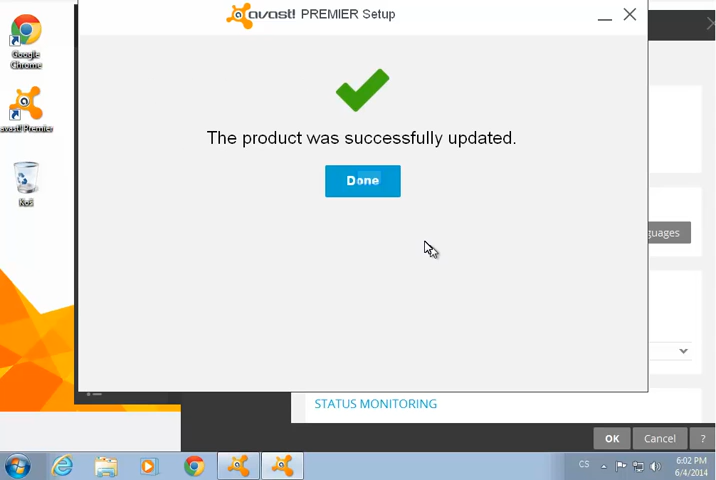 avast! PREMIER Setup
Google
Chrome
The product was successfully updated.
avast! Premier
Done
Koš
guages
STATUS MONITORING
OK
Cancel
?
CS
6:02 PM
6/4/2014